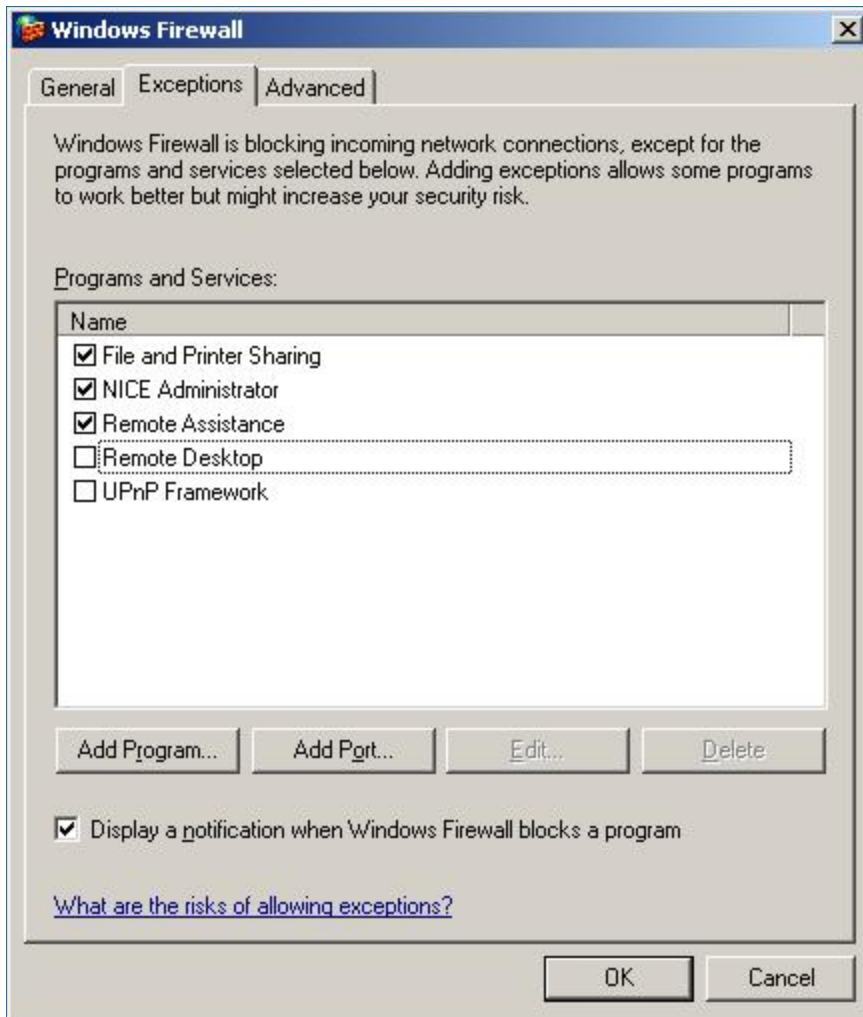 Windows Firewall
General Exceptions Advanced
Windows Firewall is blocking incoming network connections, except for the
programs and services selected below. Adding exceptions allows some programs
to work better but might increase your security risk.
Programs and Services:
Name
File and Printer Sharing
NICE Administrator
Remote Assistance
Remote Desktop
UPnP Framework
Add Program... Add Port... Edit... Delete
Display a notification when Windows Firewall blocks a program
What are the risks of allowing exceptions?
OK Cancel